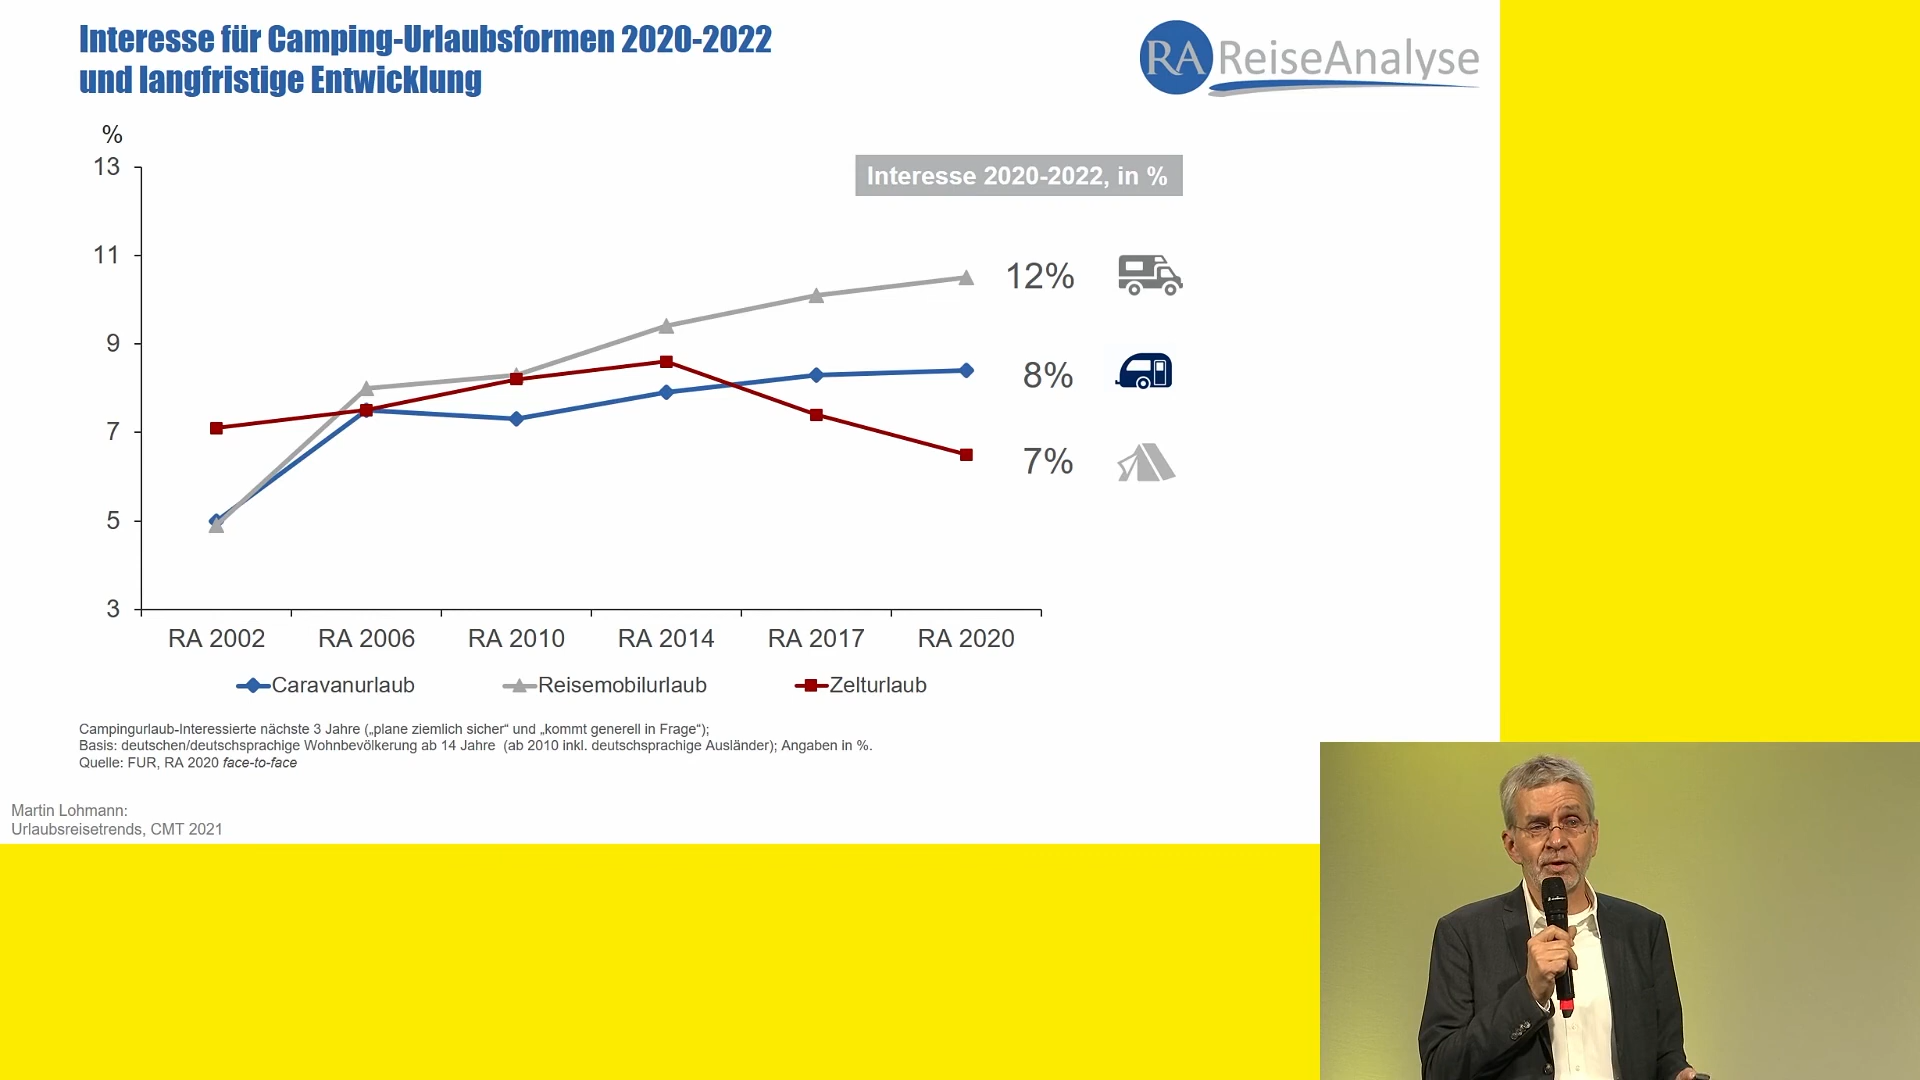 Interesse für Camping-Urlaubsformen 2020-2022
und langfristige Entwicklung
RA ReiseAnalyse
%
13
11
9
7
5
3
Interesse 2020-2022, in %
12%
8%
7%
RA 2002 RA 2006 RA 2010 RA 2014 RA 2017 RA 2020
Caravanurlaub Reisemobilurlaub Zelturlaub
Campingurlaub-Interessierte nächste 3 Jahre („plane ziemlich sicher“ und „kommt generell in Frage“);
Basis: deutschen/deutschsprachige Wohnbevölkerung ab 14 Jahre (ab 2010 inkl. deutschsprachige Ausländer); Angaben in %.
Quelle: FUR, RA 2020 face-to-face
Martin Lohmann:
Urlaubsreisetrends, CMT 2021